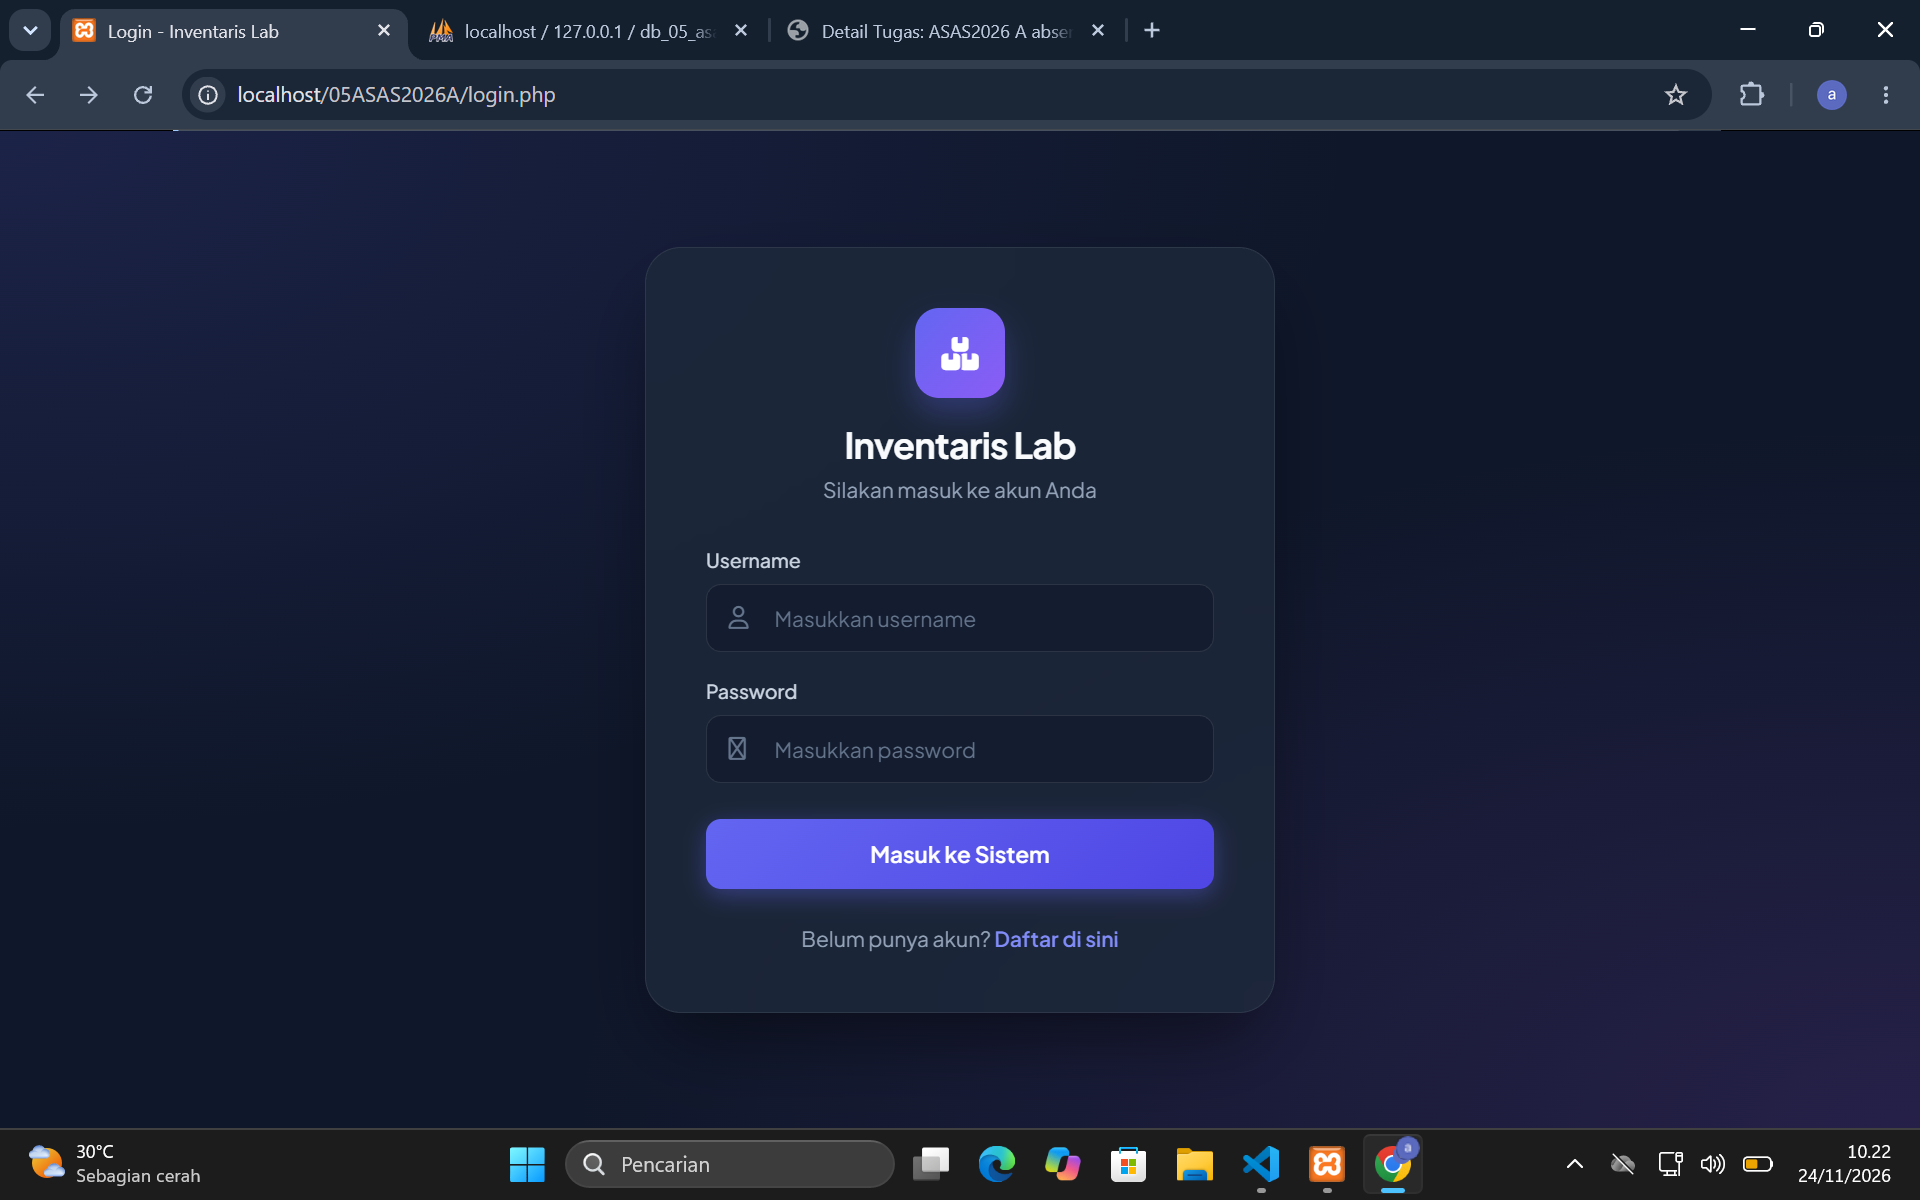 Login - Inventaris Lab
localhost / 127.0.0.1 / db_05_as
Detail Tugas: ASAS2026 A abse
localhost/05ASAS2026A/login.php
a
Inventaris Lab
Silakan masuk ke akun Anda
Username
Masukkan username
Password
Masukkan password
Masuk ke Sistem
Belum punya akun? Daftar di sini
30°C
Sebagian cerah
Pencarian
a
10.22
24/11/2026